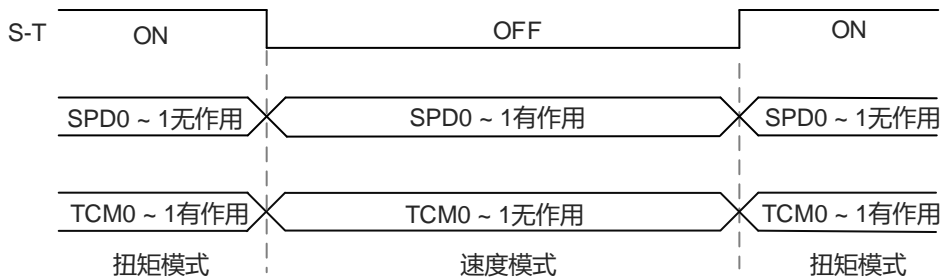 S-T ON OFF ON
SPD0 ~ 1无作用 SPD0 ~ 1有作用 SPD0 ~ 1无作用
TCM0 ~ 1有作用 TCM0 ~ 1无作用 TCM0 ~ 1有作用
扭矩模式 速度模式 扭矩模式